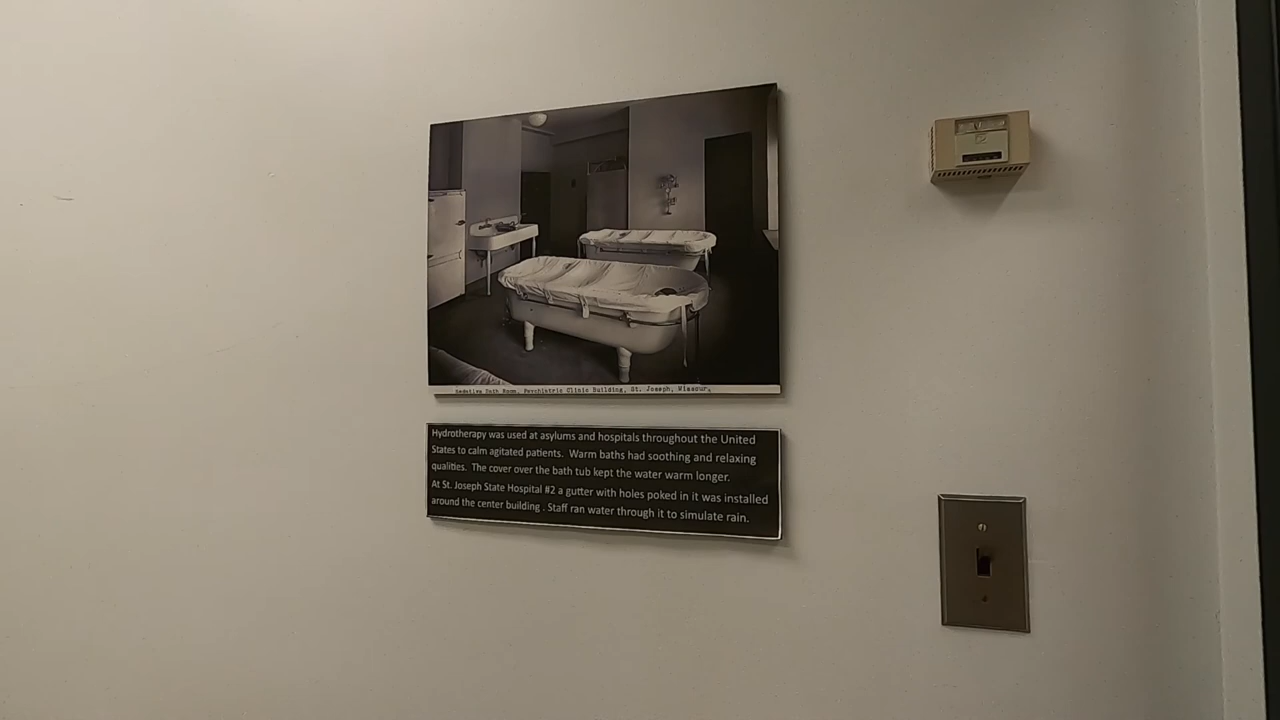 Sedative Bath Room, Psychiatric Clinic Building, St. Joseph, Missour,
Hydrotherapy was used at asylums and hospitals throughout the United
States to calm agitated patients. Warm baths had soothing and relaxing
qualities. The cover over the bath tub kept the water warm longer.
At St. Joseph State Hospital #2 a gutter with holes poked in it was installed
around the center building . Staff ran water through it to simulate rain.